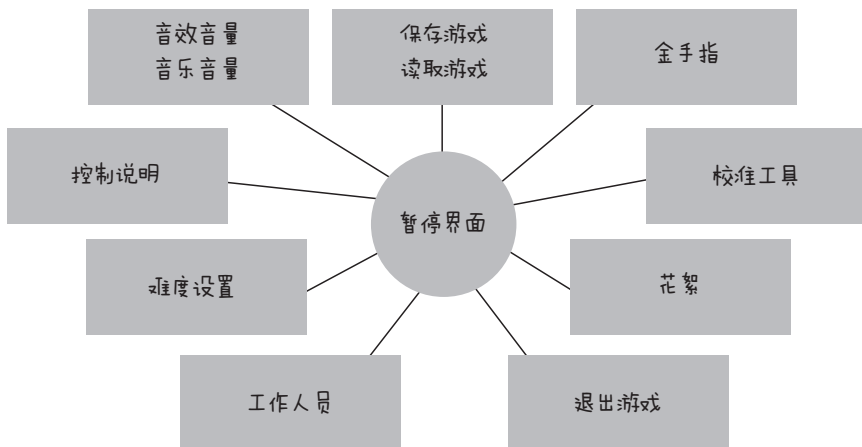 音效音量
音乐音量
保存游戏
读取游戏
金手指
控制说明
校准工具
暂停界面
难度设置
花絮
工作人员
退出游戏